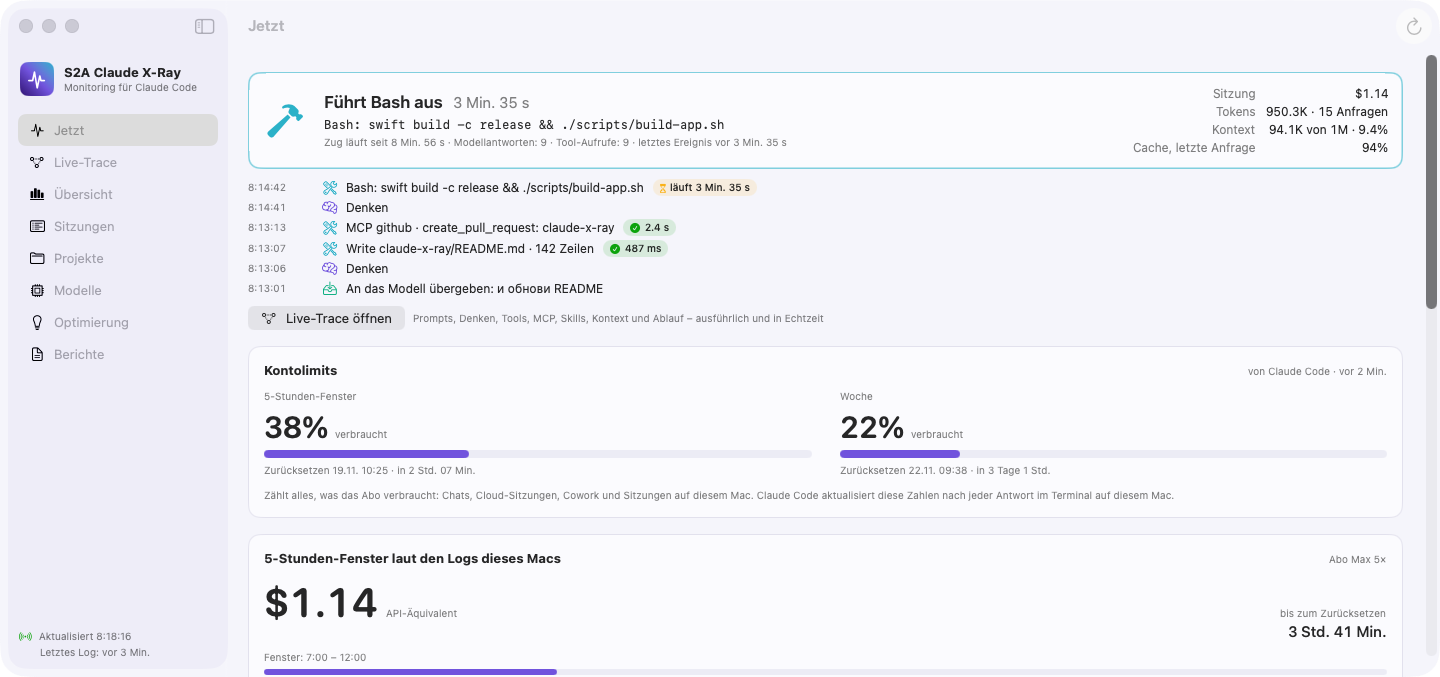 Jetzt
S2A Claude X-Ray
Monitoring für Claude Code
Jetzt
Live-Trace
Übersicht
Sitzungen
Projekte
Modelle
Optimierung
Berichte
Aktualisiert 8:18:16
Letztes Log: vor 3 Min.
Führt Bash aus 3 Min. 35 s
Bash: swift build -c release && ./scripts/build-app.sh
Zug läuft seit 8 Min. 56 s · Modellantworten: 9 · Tool-Aufrufe: 9 · letztes Ereignis vor 3 Min. 35 s
Sitzung $1.14
Tokens 950.3K · 15 Anfragen
Kontext 94.1K von 1M · 9.4%
Cache, letzte Anfrage 94%
8:14:42 Bash: swift build -c release && ./scripts/build-app.sh läuft 3 Min. 35 s
8:14:41 Denken
8:13:13 MCP github · create_pull_request: claude-x-ray 2.4 s
8:13:07 Write claude-x-ray/README.md · 142 Zeilen 487 ms
8:13:06 Denken
8:13:01 An das Modell übergeben: и обнови README
Live-Trace öffnen Prompts, Denken, Tools, MCP, Skills, Kontext und Ablauf – ausführlich und in Echtzeit
Kontolimits von Claude Code · vor 2 Min.
5-Stunden-Fenster
38% verbraucht
Zurücksetzen 19.11. 10:25 · in 2 Std. 07 Min.
Woche
22% verbraucht
Zurücksetzen 22.11. 09:38 · in 3 Tage 1 Std.
Zählt alles, was das Abo verbraucht: Chats, Cloud-Sitzungen, Cowork und Sitzungen auf diesem Mac. Claude Code aktualisiert diese Zahlen nach jeder Antwort im Terminal auf diesem Mac.
5-Stunden-Fenster laut den Logs dieses Macs Abo Max 5×
$1.14 API-Äquivalent
bis zum Zurücksetzen
3 Std. 41 Min.
Fenster: 7:00 – 12:00